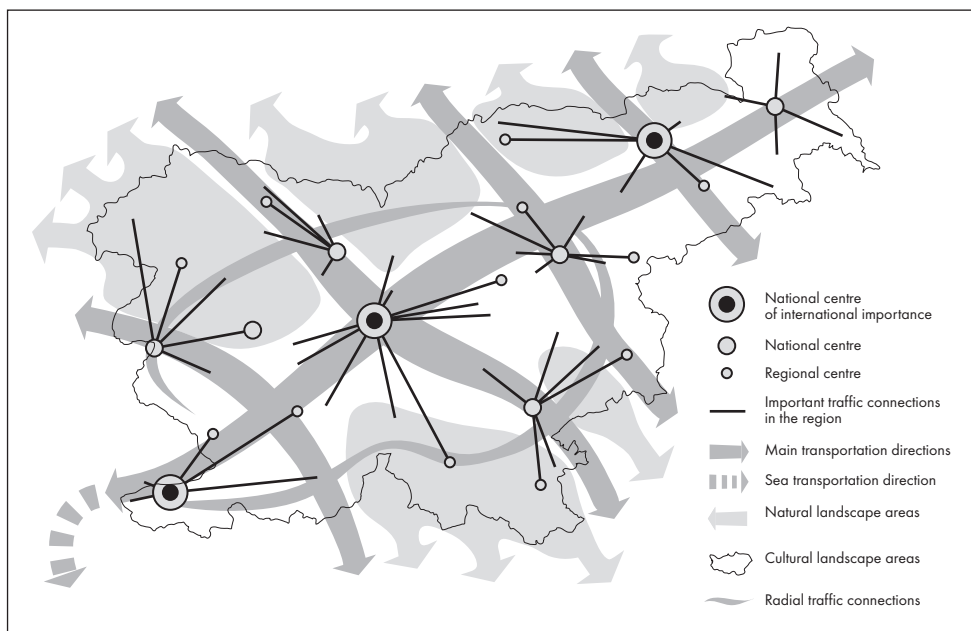 National centre
of international importance
National centre
Regional centre
Important traffic connections
in the region
Main transportation directions
Sea transportation direction
Natural landscape areas
Cultural landscape areas
Radial traffic connections